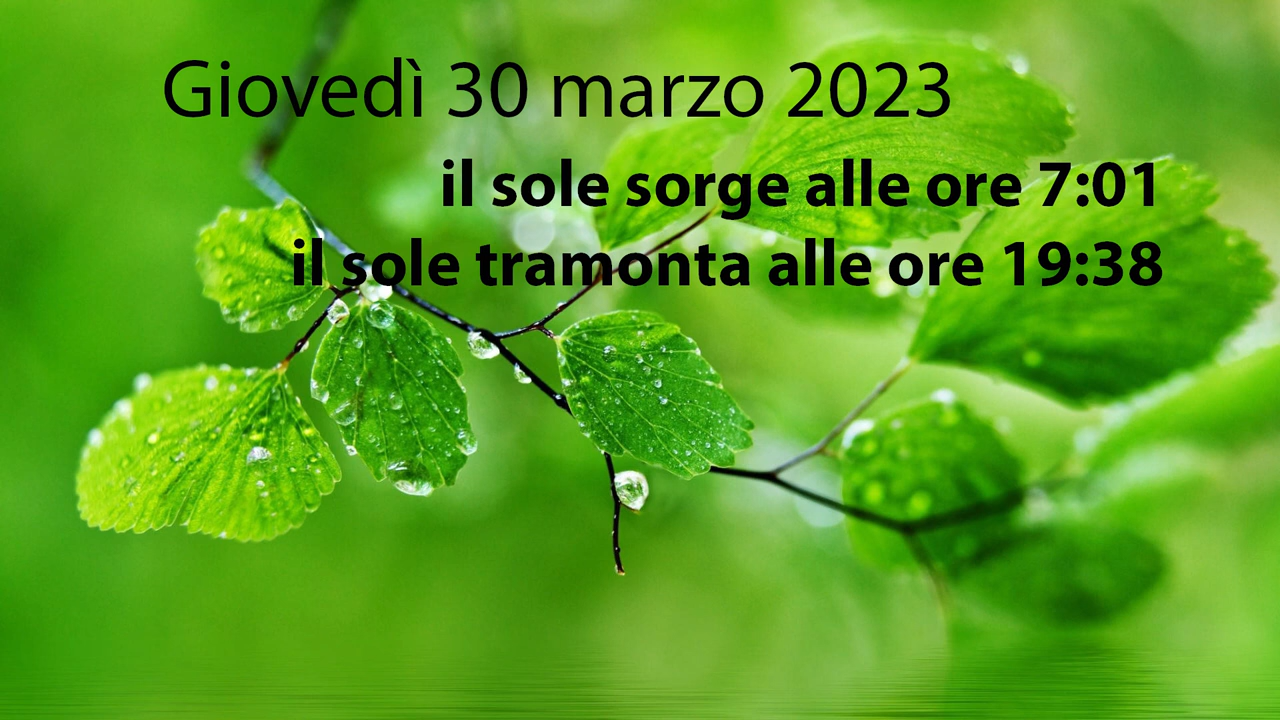 Giovedì 30 marzo 2023
il sole sorge alle ore 7:01
il sole tramonta alle ore 19:38